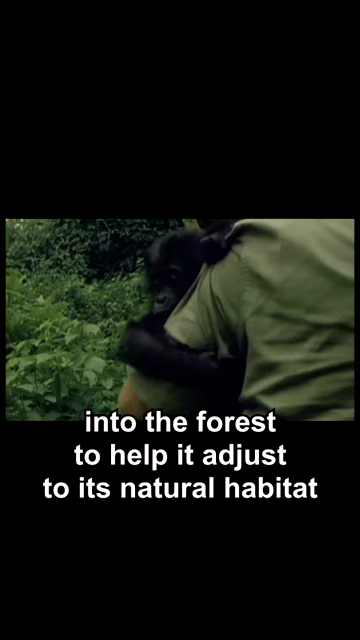 into the forest
to help it adjust
to its natural habitat